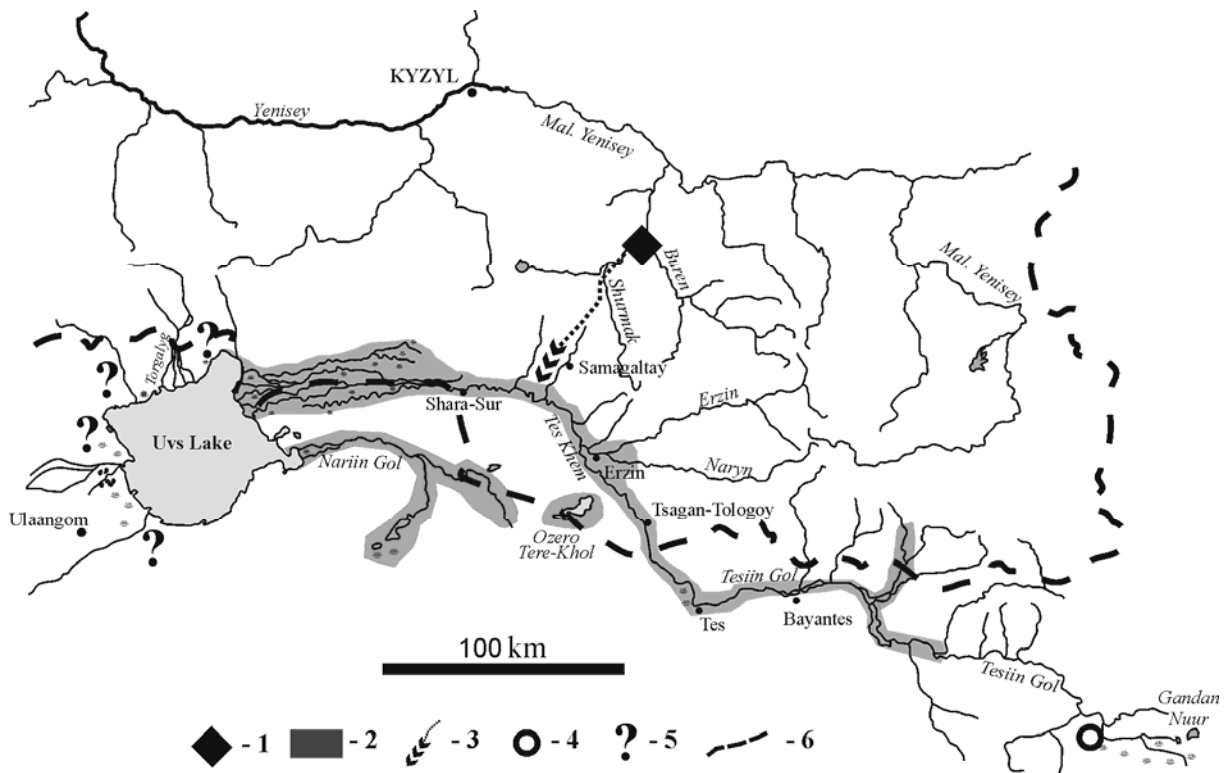 KYZYL
Yenisey
Mal. Yenisey
Buren
Mal. Yenisey
Shurmak
Torgalyg
?
?
Samagaltay
Erzin
Shara-Sur
?
Uvs Lake
Tes Khem
Nariin Gol
Erzin
Naryn
Ulaangom
?
Ozero
Tere-Khol
Tsagan-Tologoy
Tesiin Gol
Tes
Bayantes
100 km
Tesiin Gol
Gandan
Nuur
- 1
- 2
- 3
- 4
? - 5
- 6